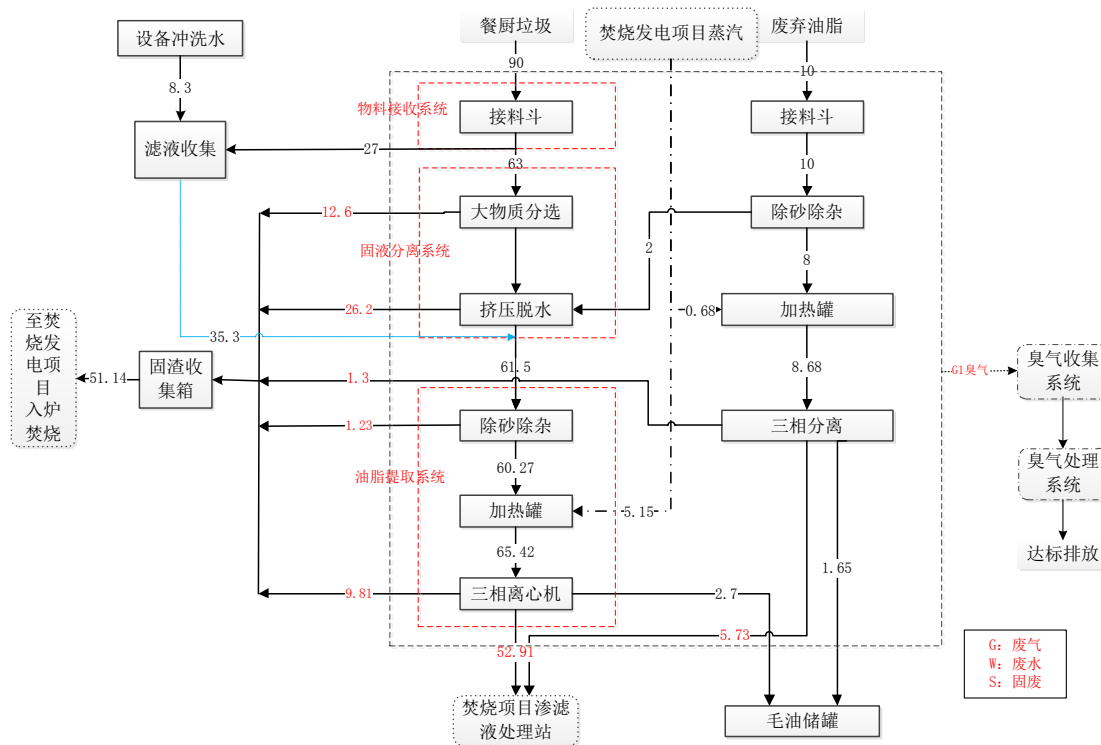 设备冲洗水
餐厨垃圾
焚烧发电项目蒸汽
废弃油脂
8.3
90
10
物料接收系统
接料斗
接料斗
滤液收集
27
63
10
大物质分选
除砂除杂
12.6
固液分离系统
2
8
挤压脱水
加热罐
26.2
0.68
35.3
至焚
烧发
电项
目
入炉
焚烧
51.14
固渣收
集箱
1.3
61.5
8.68
G1臭气
臭气收集
系统
1.23
除砂除杂
三相分离
臭气处理
系统
油脂提取系统
60.27
加热罐
5.15
65.42
达标排放
1.65
9.81
三相离心机
2.7
5.73
52.91
G：废气
W：废水
S：固废
焚烧项目渗滤
液处理站
毛油储罐